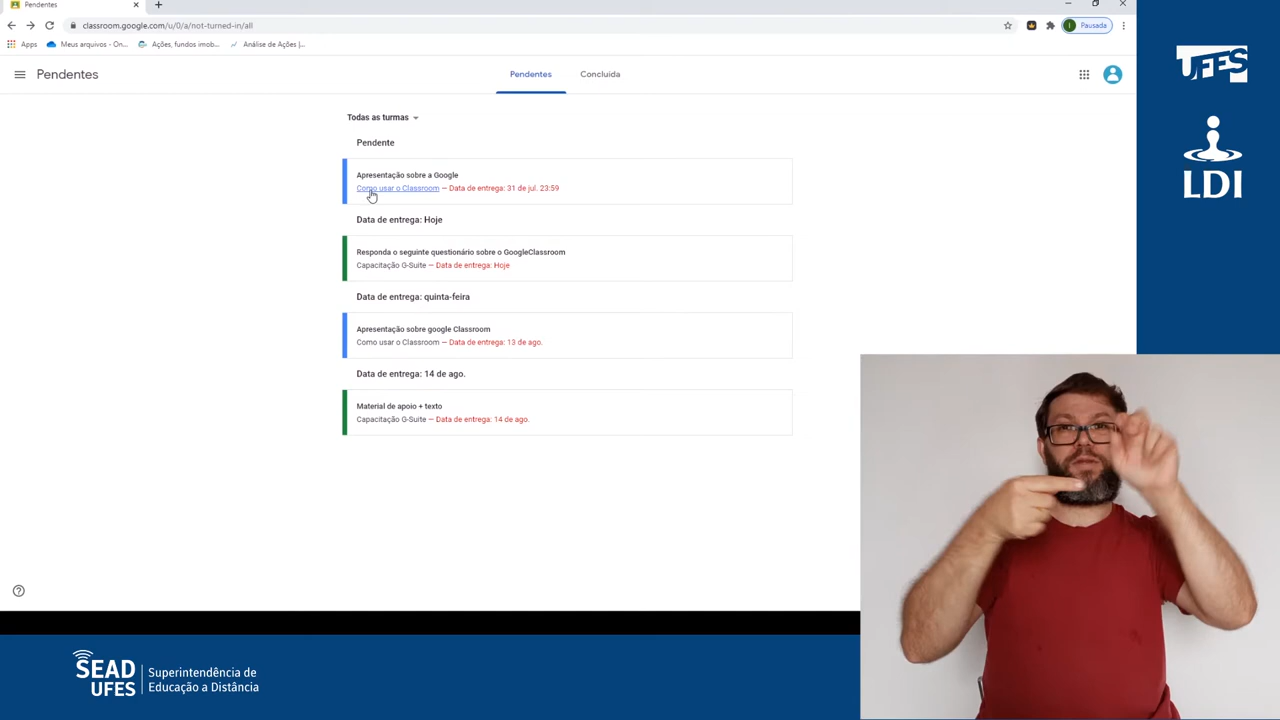 Pendentes
classroom.google.com/u/0/a/not-turned-in/all
Pausada
Apps
Meus arquivos - On...
Ações, fundos imob...
Análise de Ações |...
Pendentes
Pendentes
Concluída
Todas as turmas
Pendente
Apresentação sobre a Google
Como usar o Classroom — Data de entrega: 31 de jul. 23:59
Data de entrega: Hoje
Responda o seguinte questionário sobre o GoogleClassroom
Capacitação G-Suite — Data de entrega: Hoje
Data de entrega: quinta-feira
Apresentação sobre google Classroom
Como usar o Classroom — Data de entrega: 13 de ago.
Data de entrega: 14 de ago.
Material de apoio + texto
Capacitação G-Suite — Data de entrega: 14 de ago.
UFES
LDI
SEAD
UFES
Superintendência de
Educação a Distância